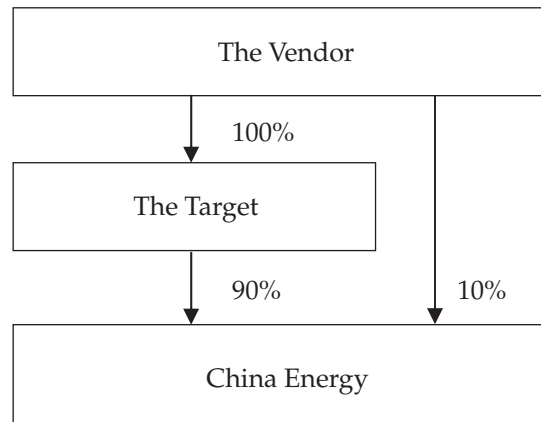 The Vendor
100%
The Target
90%
10%
China Energy